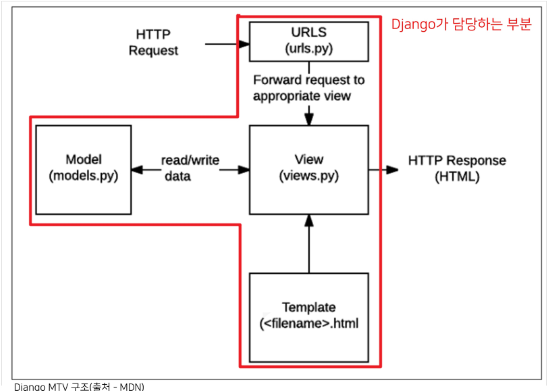 Django가 담당하는 부분
HTTP
Request
URLS
(urls.py)
Forward request to
appropriate view
Model
(models.py)
read/write
data
View
(views.py)
HTTP Response
(HTML)
Template
(<filename>.html
Django MTV 구조(출처 - MDN)